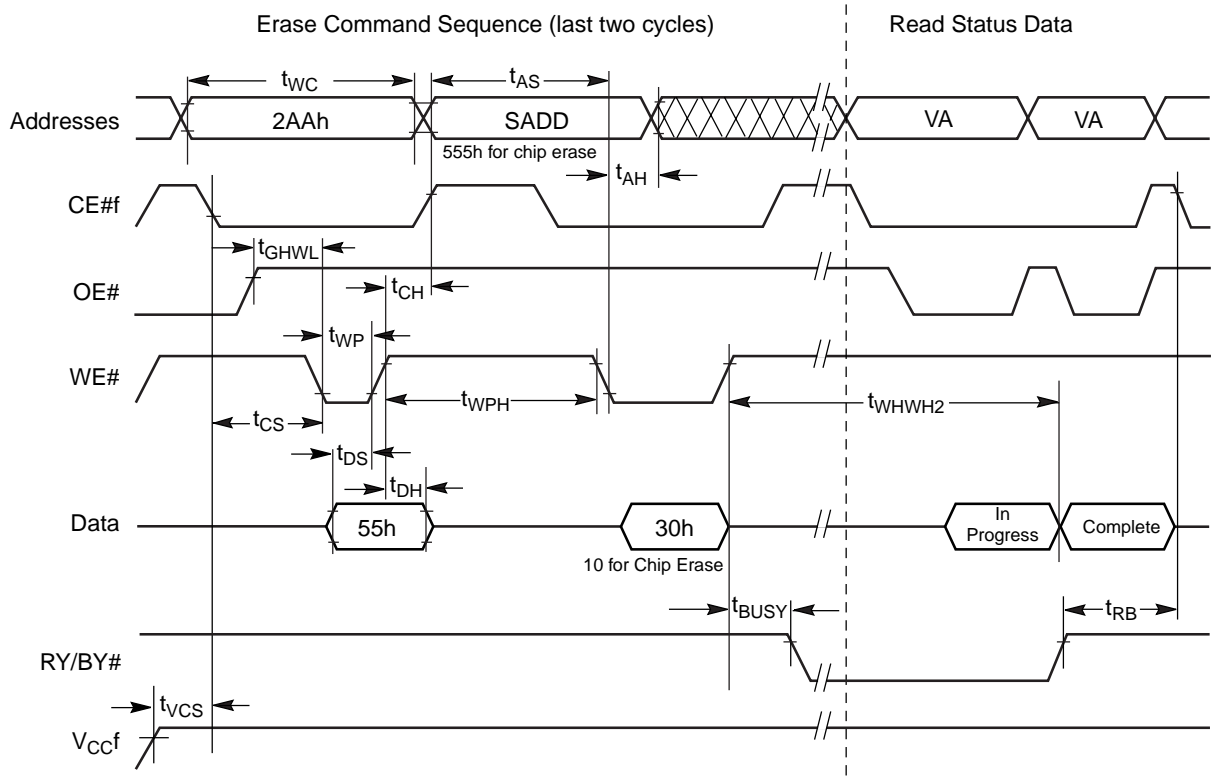 Erase Command Sequence (last two cycles)
Read Status Data
tWC
tAS
Addresses
2AAh
SADD
VA
VA
555h for chip erase
tAH
CE#f
tGHWL
OE#
tCH
tWP
WE#
tWPH
tWHWH2
tCS
tDS
tDH
Data
55h
30h
In
Progress
Complete
10 for Chip Erase
tBUSY
tRB
RY/BY#
tVCS
VCCf